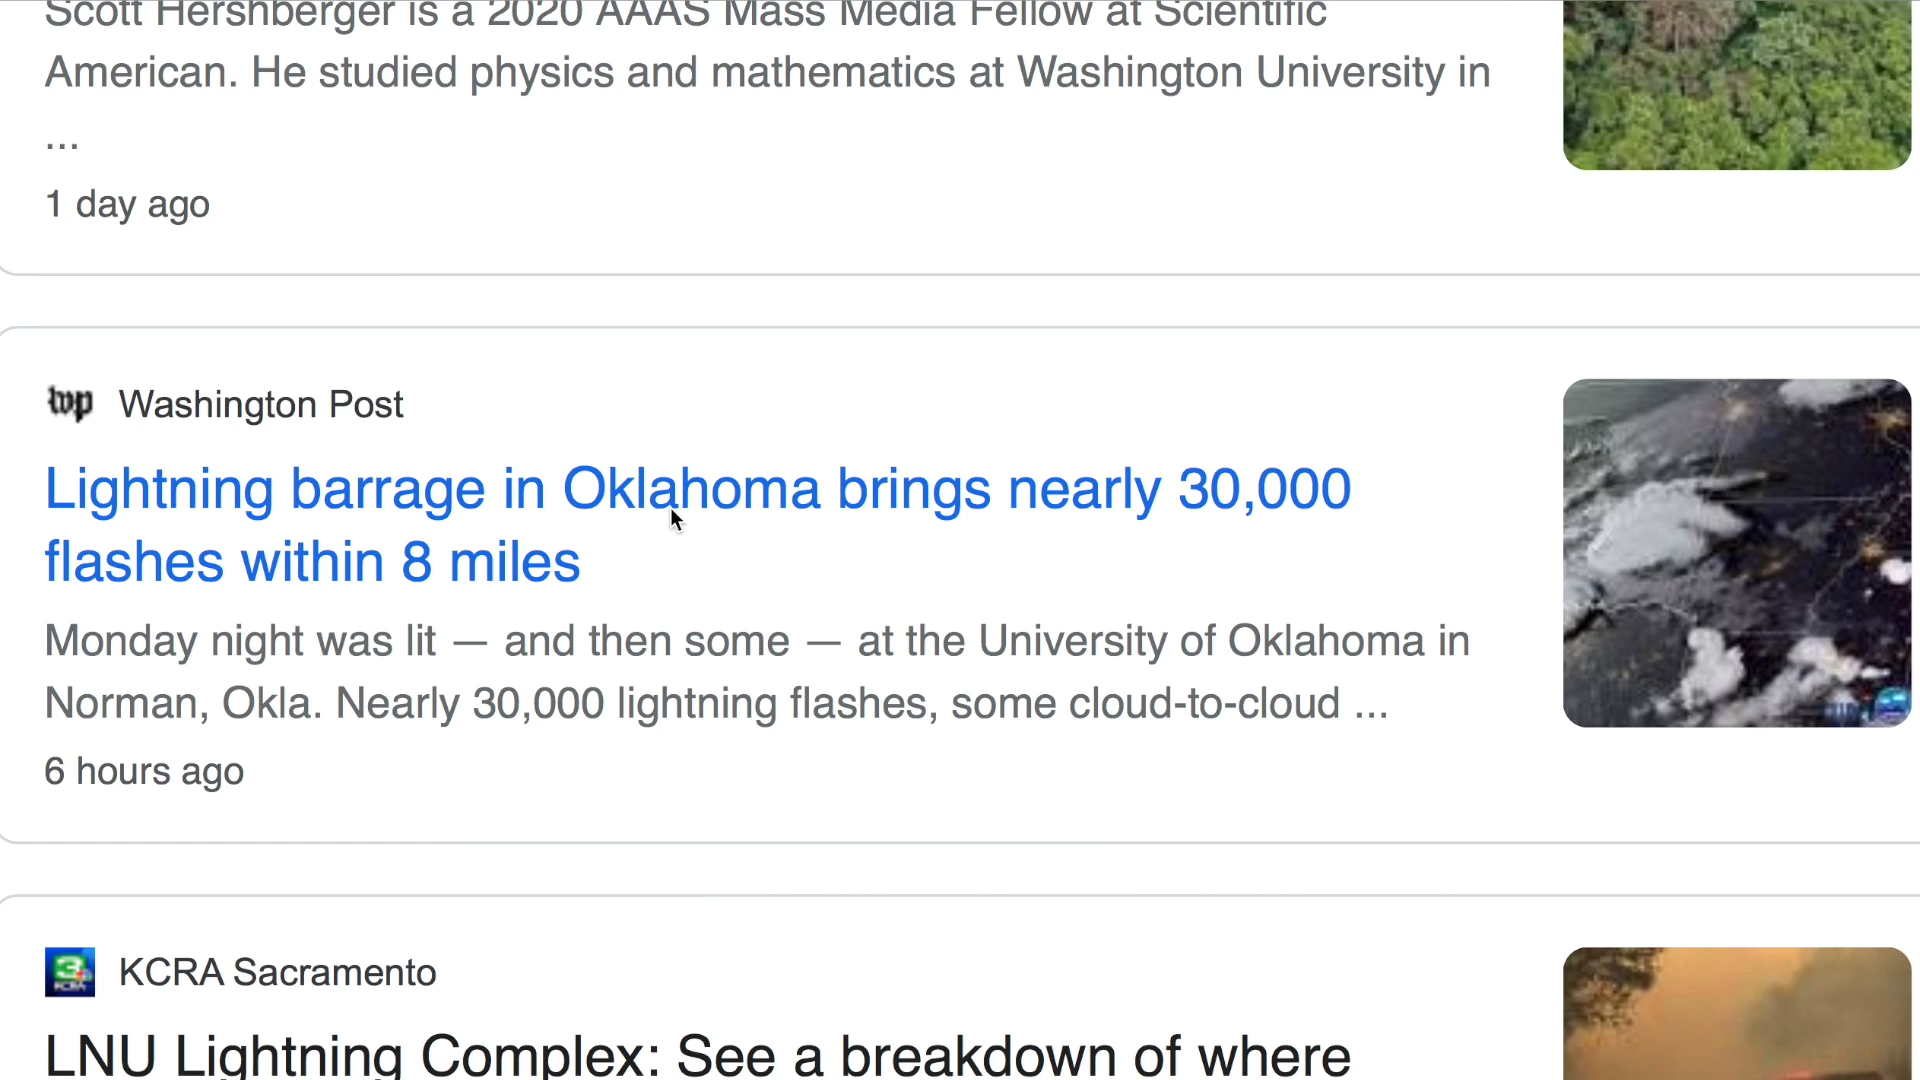 Scott Hershberger is a 2020 AAAS Mass Media Fellow at Scientific
American. He studied physics and mathematics at Washington University in
...
1 day ago
wp Washington Post
Lightning barrage in Oklahoma brings nearly 30,000
flashes within 8 miles
Monday night was lit — and then some — at the University of Oklahoma in
Norman, Okla. Nearly 30,000 lightning flashes, some cloud-to-cloud ...
6 hours ago
3 KCRA Sacramento
LNU Lightning Complex: See a breakdown of where